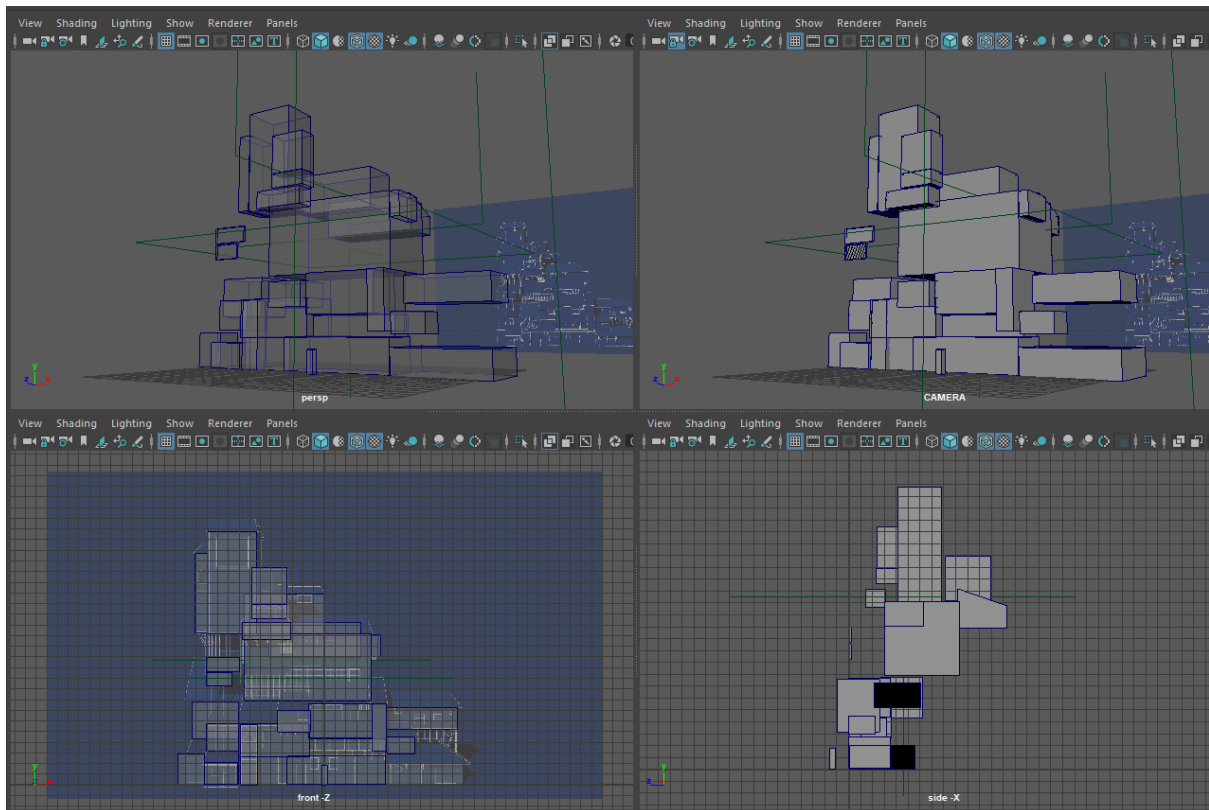 View Shading Lighting Show Renderer Panels
y
z x
persp
View Shading Lighting Show Renderer Panels
y
z x
CAMERA
View Shading Lighting Show Renderer Panels
y
x
front -Z
View Shading Lighting Show Renderer Panels
y
z
side -X